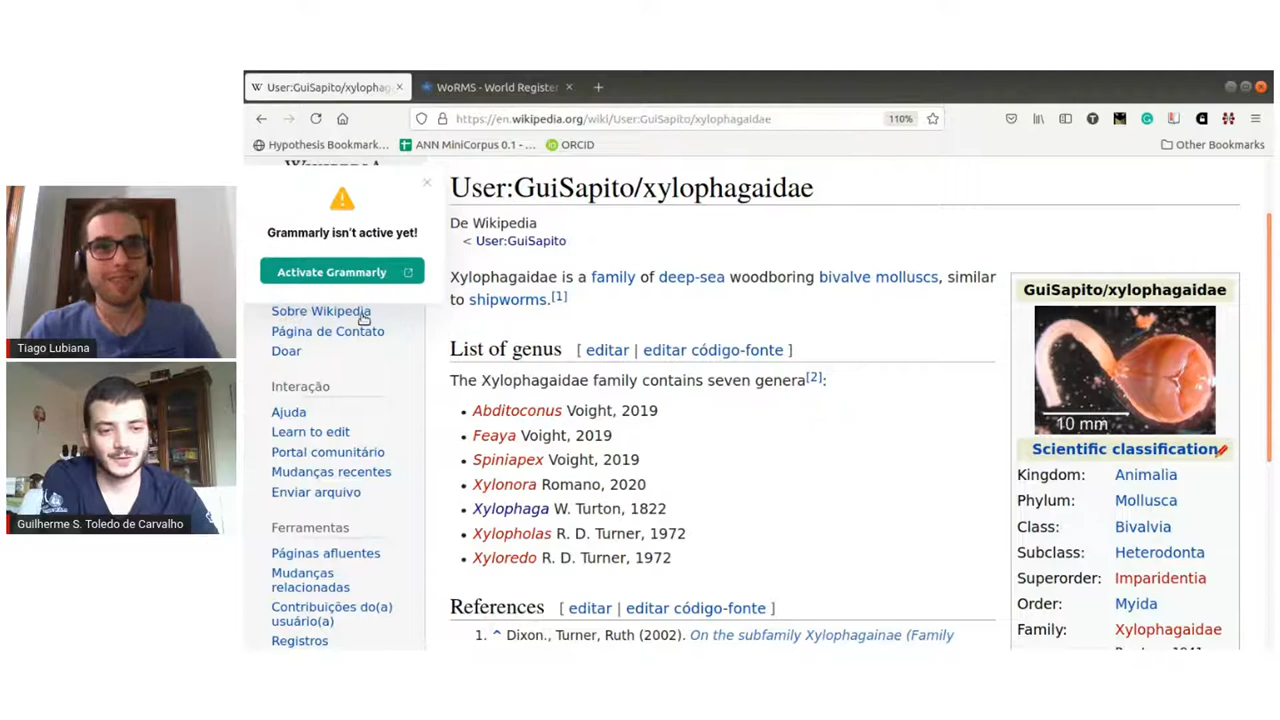 User:GuiSapito/xylophag
WoRMS - World Register
https://en.wikipedia.org/wiki/User:GuiSapito/xylophagaidae
110%
Hypothesis Bookmark...
ANN MiniCorpus 0.1 - ...
ORCID
Other Bookmarks
Grammarly isn't active yet!
Activate Grammarly
Sobre Wikipedia
Página de Contato
Doar
Interação
Ajuda
Learn to edit
Portal comunitário
Mudanças recentes
Enviar arquivo
Ferramentas
Páginas afluentes
Mudanças
relacionadas
Contribuições do(a)
usuário(a)
Registros
User:GuiSapito/xylophagaidae
De Wikipedia
< User:GuiSapito
Xylophagaidae is a family of deep-sea woodboring bivalve molluscs, similar
to shipworms.[1]
List of genus [ editar | editar código-fonte ]
The Xylophagaidae family contains seven genera[2]:
• Abditoconus Voight, 2019
• Feaya Voight, 2019
• Spiniapex Voight, 2019
• Xylonora Romano, 2020
• Xylophaga W. Turton, 1822
• Xylopholas R. D. Turner, 1972
• Xyloredo R. D. Turner, 1972
References [ editar | editar código-fonte ]
1. ^ Dixon., Turner, Ruth (2002). On the subfamily Xylophagainae (Family
GuiSapito/xylophagaidae
10 mm
Scientific classification
Kingdom: Animalia
Phylum: Mollusca
Class: Bivalvia
Subclass: Heterodonta
Superorder: Imparidentia
Order: Myida
Family: Xylophagaidae
Tiago Lubiana
Guilherme S. Toledo de Carvalho